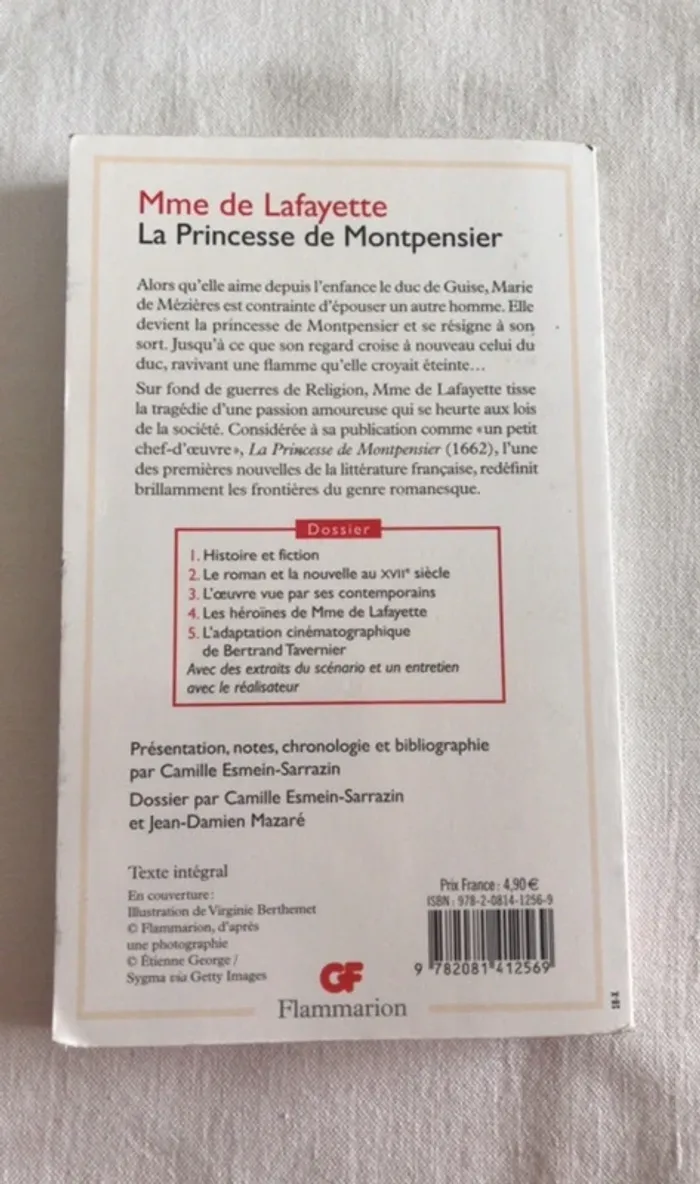 Mme de Lafayette
La Princesse de Montpensier
Alors qu'elle aime depuis l'enfance le duc de Guise, Marie
de Mézières est contrainte d'épouser un autre homme. Elle
devient la princesse de Montpensier et se résigne à son
sort. Jusqu'à ce que son regard croise à nouveau celui du
duc, ravivant une flamme qu'elle croyait éteinte…
Sur fond de guerres de Religion, Mme de Lafayette tisse
la tragédie d'une passion amoureuse qui se heurte aux lois
de la société. Considérée à sa publication comme «un petit
chef-d'œuvre», La Princesse de Montpensier (1662), l'une
des premières nouvelles de la littérature française, redéfinit
brillamment les frontières du genre romanesque.
Dossier
1. Histoire et fiction
2. Le roman et la nouvelle au XVIIe siècle
3. L'œuvre vue par ses contemporains
4. Les héroïnes de Mme de Lafayette
5. L'adaptation cinématographique
de Bertrand Tavernier
Avec des extraits du scénario et un entretien
avec le réalisateur
Présentation, notes, chronologie et bibliographie
par Camille Esmein-Sarrazin
Dossier par Camille Esmein-Sarrazin
et Jean-Damien Mazaré
Texte intégral
En couverture :
Illustration de Virginie Berthemet
© Flammarion, d'après
une photographie
© Étienne George /
Sygma via Getty Images
Prix France : 4,90 €
ISBN : 978-2-0814-1256-9
9 782081 412569
GF
Flammarion